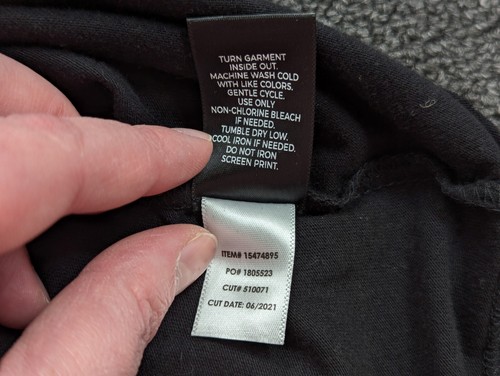 TURN GARMENT
INSIDE OUT.
MACHINE WASH COLD
WITH LIKE COLORS.
GENTLE CYCLE.
USE ONLY
NON-CHLORINE BLEACH
IF NEEDED.
TUMBLE DRY LOW.
COOL IRON IF NEEDED.
DO NOT IRON
SCREEN PRINT.
ITEM# 15474895
PO# 1805523
CUT# 510071
CUT DATE: 06/2021